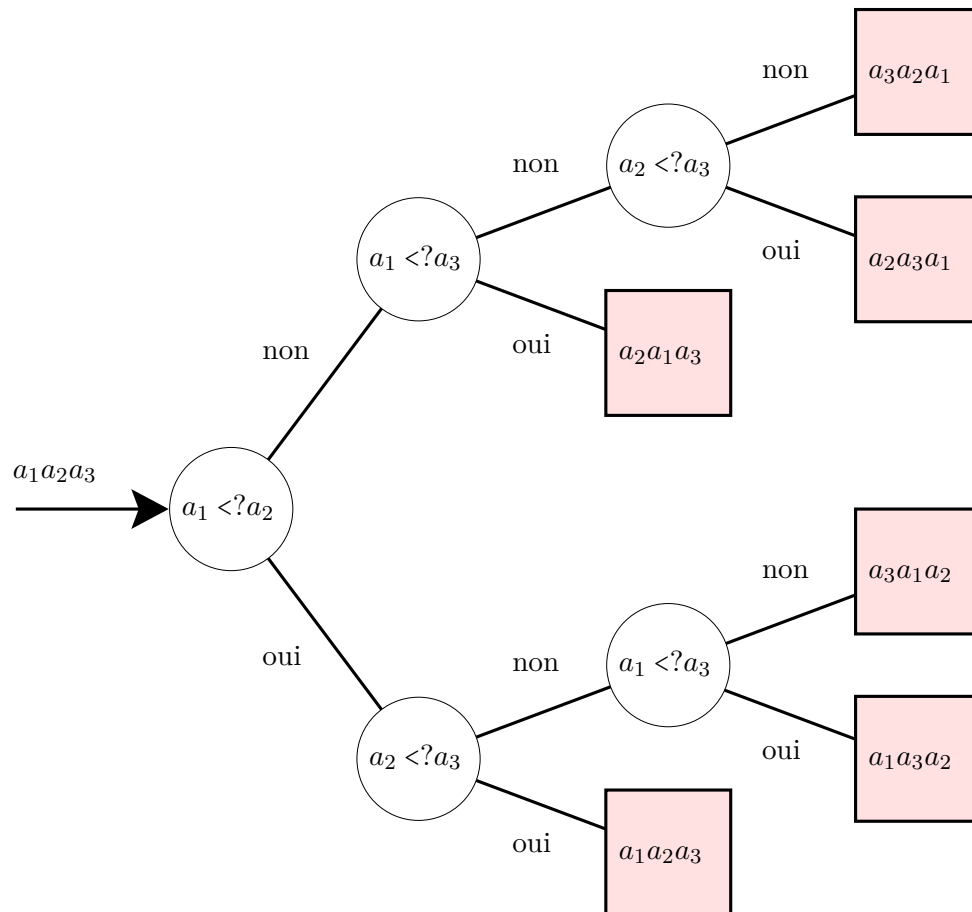 non
a₃a₂a₁
non
a₂ <?a₃
oui
a₂a₃a₁
a₁ <?a₃
non
oui
a₂a₁a₃
a₁a₂a₃
a₁ <?a₂
non
a₃a₁a₂
oui
non
a₁ <?a₃
oui
a₁a₃a₂
a₂ <?a₃
oui
a₁a₂a₃